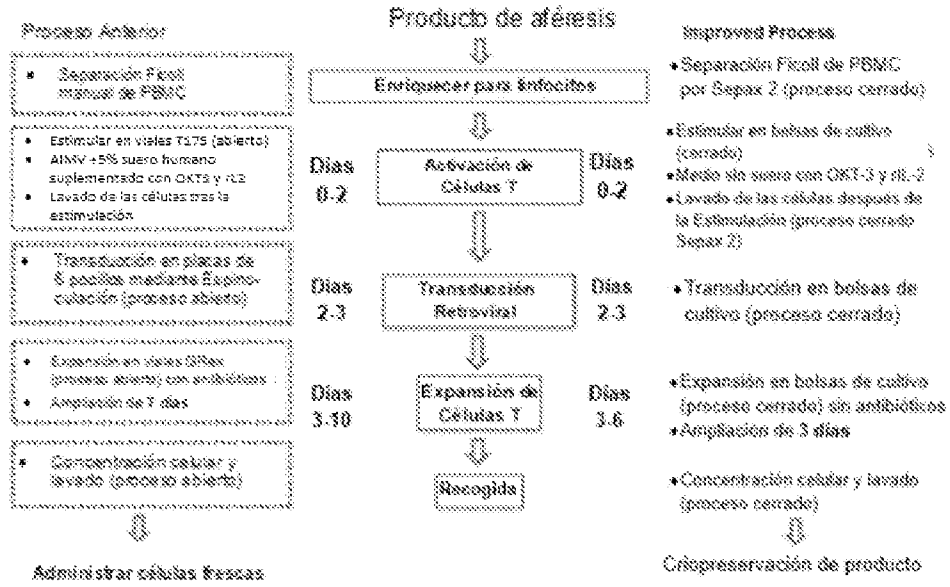 Producto de aféresis
Proceso Anterior
Improved Process
Separación Ficoll
manual de PBMC
Enriquecer para linfocitos
Separación Ficoll de PBMC
por Sepax 2 (proceso cerrado)
Estimular en viales T175 (abierto)
AIMV +5% suero humano
suplementado con OKT3 y rIL2
Lavado de las células tras la
estimulación
Días
0-2
Activación de
Células T
Días
0-2
Estimular en bolsas de cultivo
(cerrado)
Medio sin suero con OKT-3 y rIL-2
Lavado de las células después de
la Estimulación (proceso cerrado
Sepax 2)
Transducción en placas de
6 pocillos mediante Espino-
culación (proceso abierto)
Días
2-3
Transducción
Retroviral
Días
2-3
Transducción en bolsas de
cultivo (proceso cerrado)
Expansión en viales GRex
(proceso abierto) con antibióticos
Ampliación de 7 días
Días
3-10
Expansión de
Células T
Días
3-6
Expansión en bolsas de cultivo
(proceso cerrado) sin antibióticos
Ampliación de 3 días
Concentración celular y
lavado (proceso abierto)
Recogida
Concentración celular y lavado
(proceso cerrado)
Administrar células frescas
Criopreservación de producto